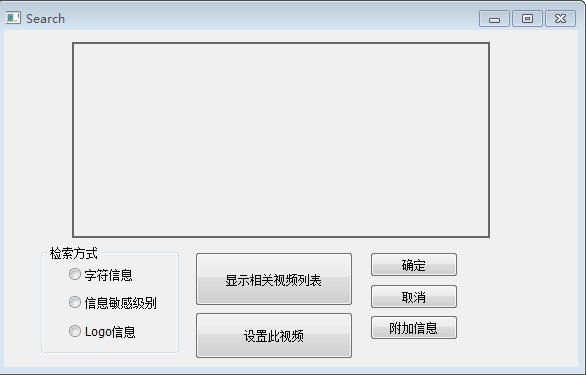 Search
检索方式
字符信息
信息敏感级别
Logo信息
显示相关视频列表
设置此视频
确定
取消
附加信息